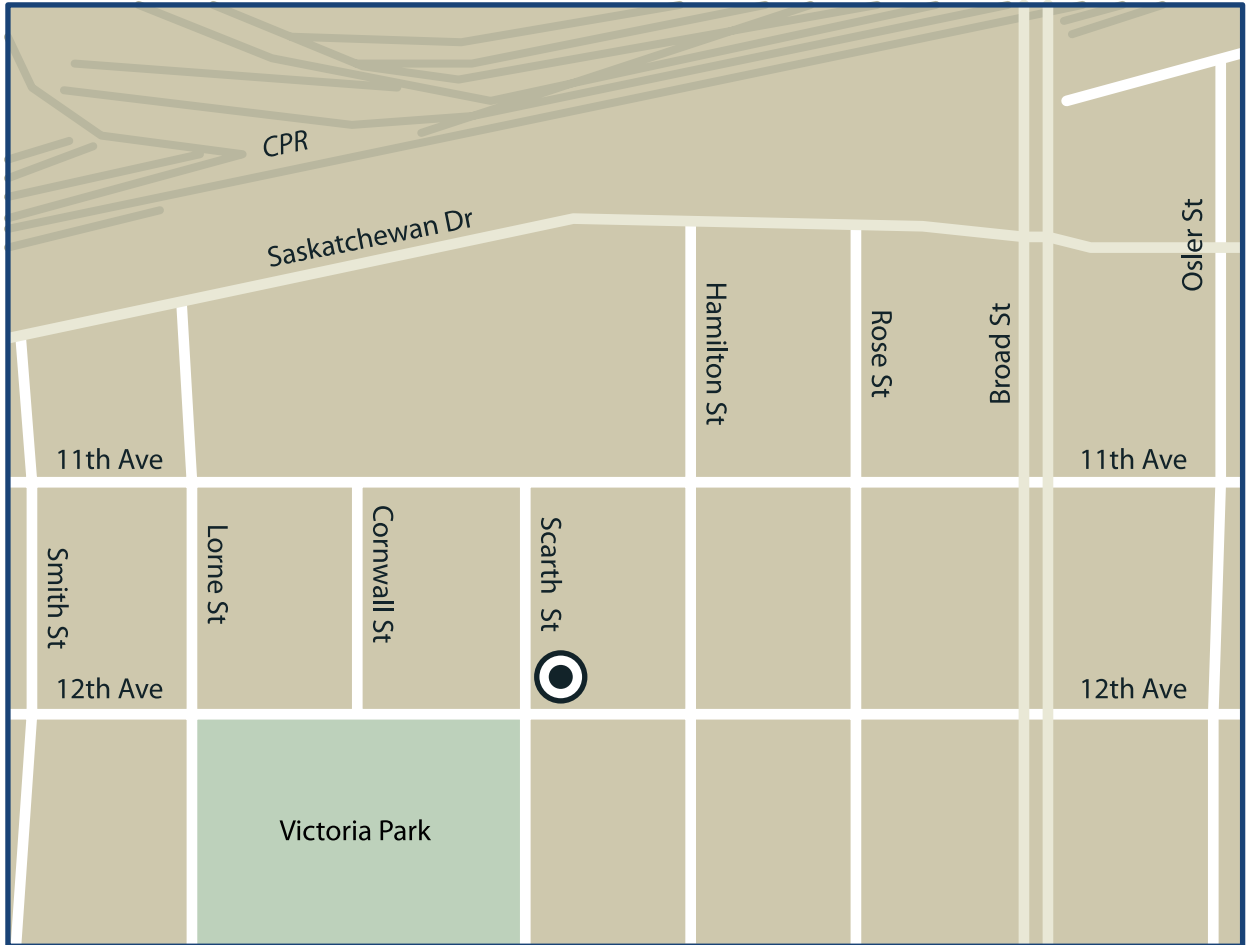 CPR
Saskatchewan Dr
Osler St
Hamilton St
Rose St
Broad St
11th Ave
11th Ave
Smith St
Lorne St
Cornwall St
Scarth St
12th Ave
12th Ave
Victoria Park